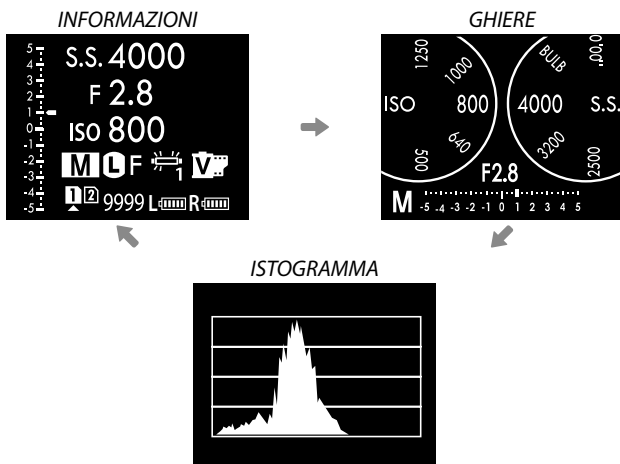 INFORMAZIONI
5
4
3
2
1
0
-1
-2
-3
-4
-5
S.S. 4000
F 2.8
ISO 800
M L F 1 V
1 2 9999 L R
GHIERE
1250 1000 BULB 0'00"
ISO 800 4000 S.S.
500 640 3200 2500
F2.8
M -5 -4 -3 -2 -1 0 1 2 3 4 5
ISTOGRAMMA